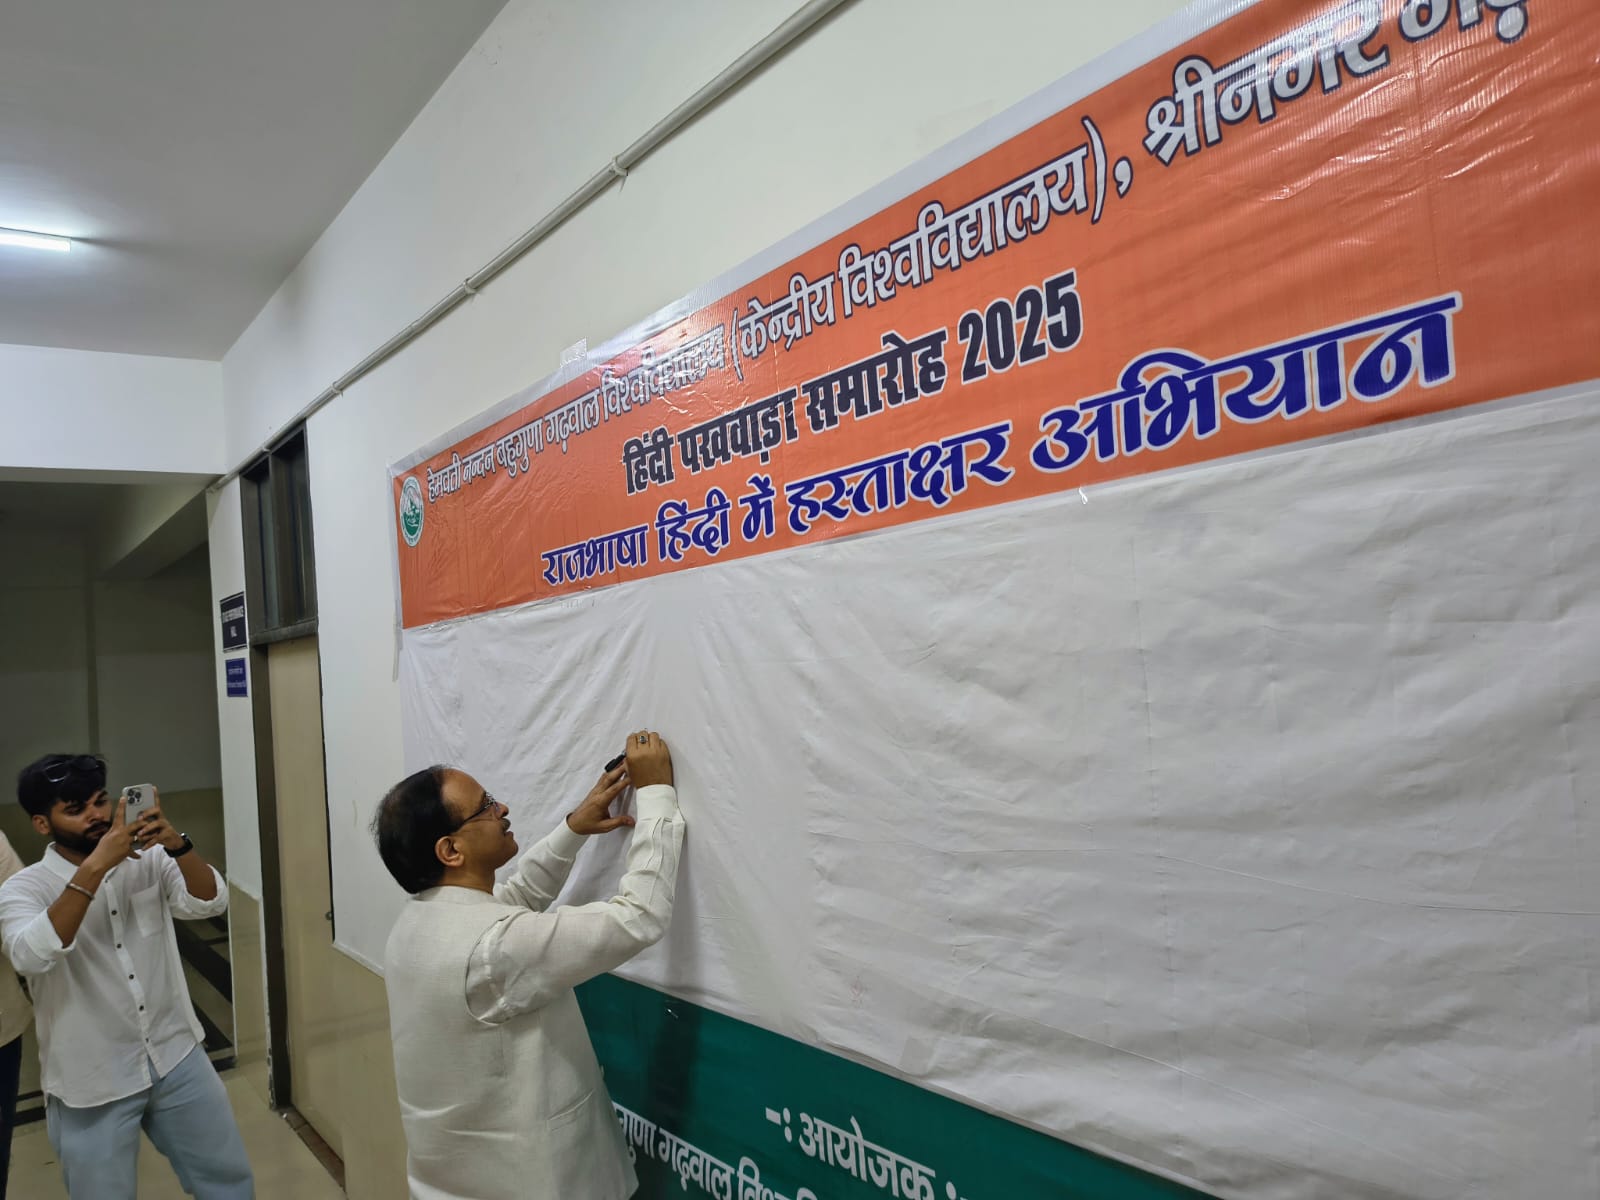 हेमवती नन्दन बहुगुणा गढ़वाल विश्वविद्यालय (केन्द्रीय विश्वविद्यालय), श्रीनगर
हिंदी पखवाड़ा समारोह 2025
राजभाषा हिंदी में हस्ताक्षर अभियान
-: आयोजक :-
गढ़वाल